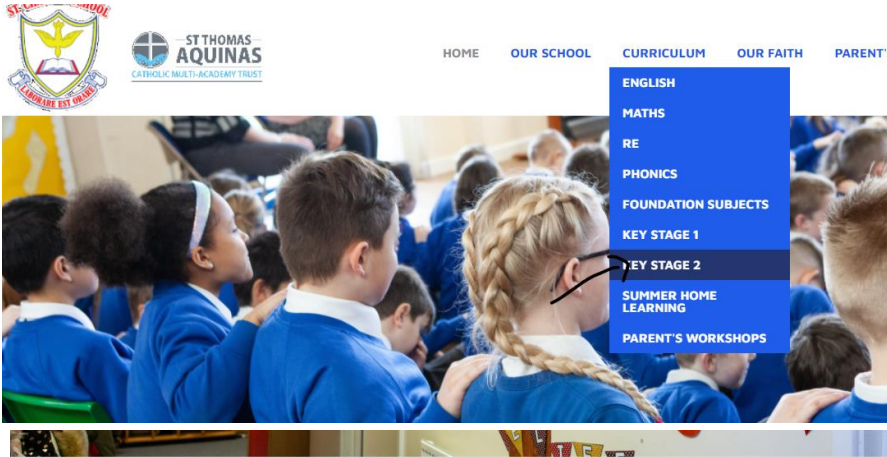 ST THOMAS
AQUINAS
CATHOLIC MULTI-ACADEMY TRUST
LABORARE EST ORARE
HOME OUR SCHOOL CURRICULUM OUR FAITH PARENT'
ENGLISH
MATHS
RE
PHONICS
FOUNDATION SUBJECTS
KEY STAGE 1
KEY STAGE 2
SUMMER HOME
LEARNING
PARENT'S WORKSHOPS